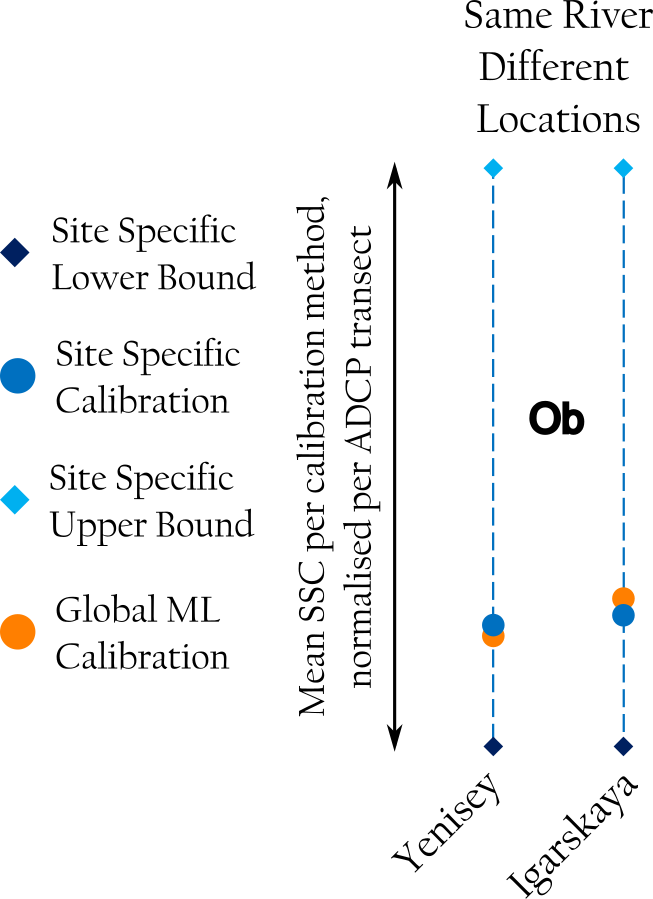 Same River
Different
Locations
Site Specific
Lower Bound
Site Specific
Calibration
Site Specific
Upper Bound
Global ML
Calibration
Mean SSC per calibration method,
normalised per ADCP transect
Ob
Yenisey
Igarskaya